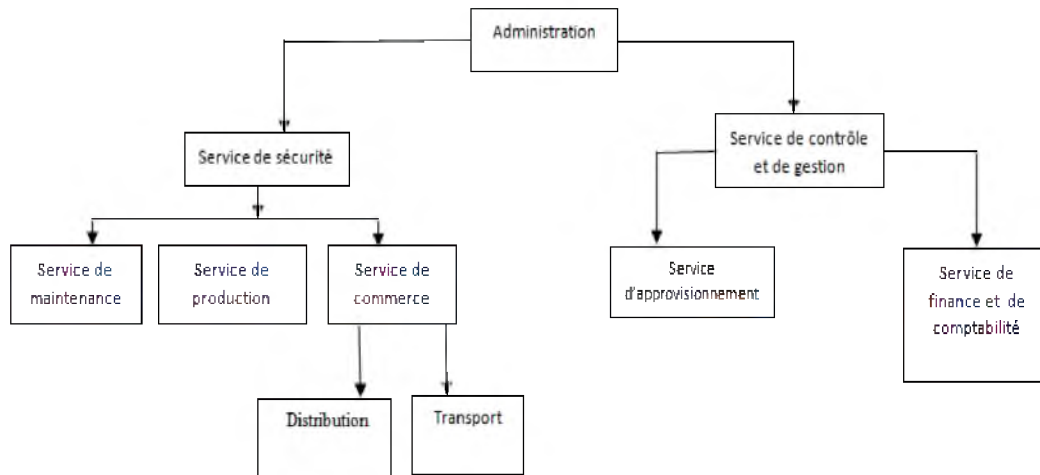 Administration
Service de sécurité
Service de contrôle
et de gestion
Service de
maintenance
Service de
production
Service de
commerce
Service
d'approvisionnement
Service de
finance et de
comptabilité
Distribution
Transport